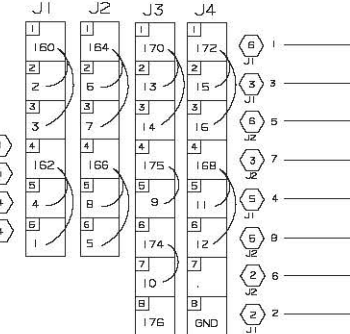 J1 J2 J3 J4
1 1 1 1
160 164 170 172
2 2 2 2
2 6 13 15
3 3 3 3
3 7 14 16
4 4 4 4
162 166 175 168
5 5 5 5
4 8 9 11
6 6 6 6
1 5 174 12
7 7
10 .
8 8
176 GND
6 1
J1
3 3
J1
6 5
J2
3 7
J2
5 4
J1
5 8
J2
2 6
J2
2 2
J1